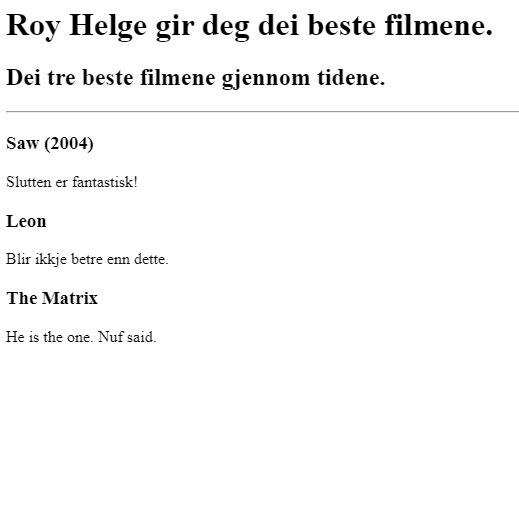 Roy Helge gir deg dei beste filmene.
Dei tre beste filmene gjennom tidene.
Saw (2004)
Slutten er fantastisk!
Leon
Blir ikkje betre enn dette.
The Matrix
He is the one. Nuf said.